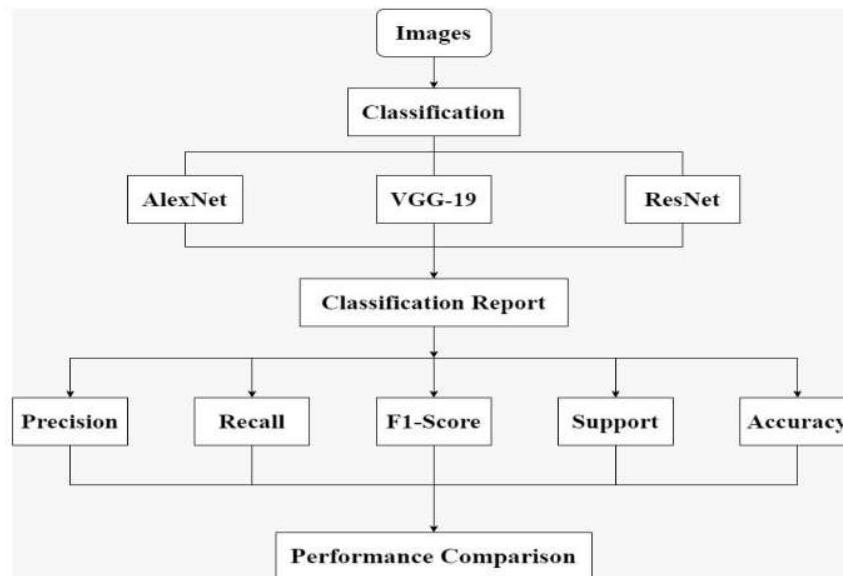 Images
Classification
AlexNet
VGG-19
ResNet
Classification Report
Precision
Recall
F1-Score
Support
Accuracy
Performance Comparison